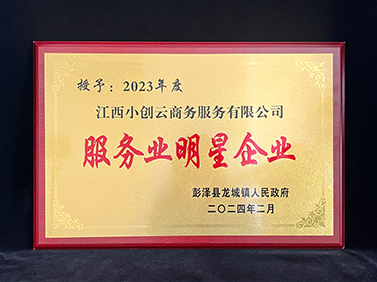 授予：2023年度
江西小创云商务服务有限公司
服务业明星企业
彭泽县龙城镇人民政府
二〇二四年二月